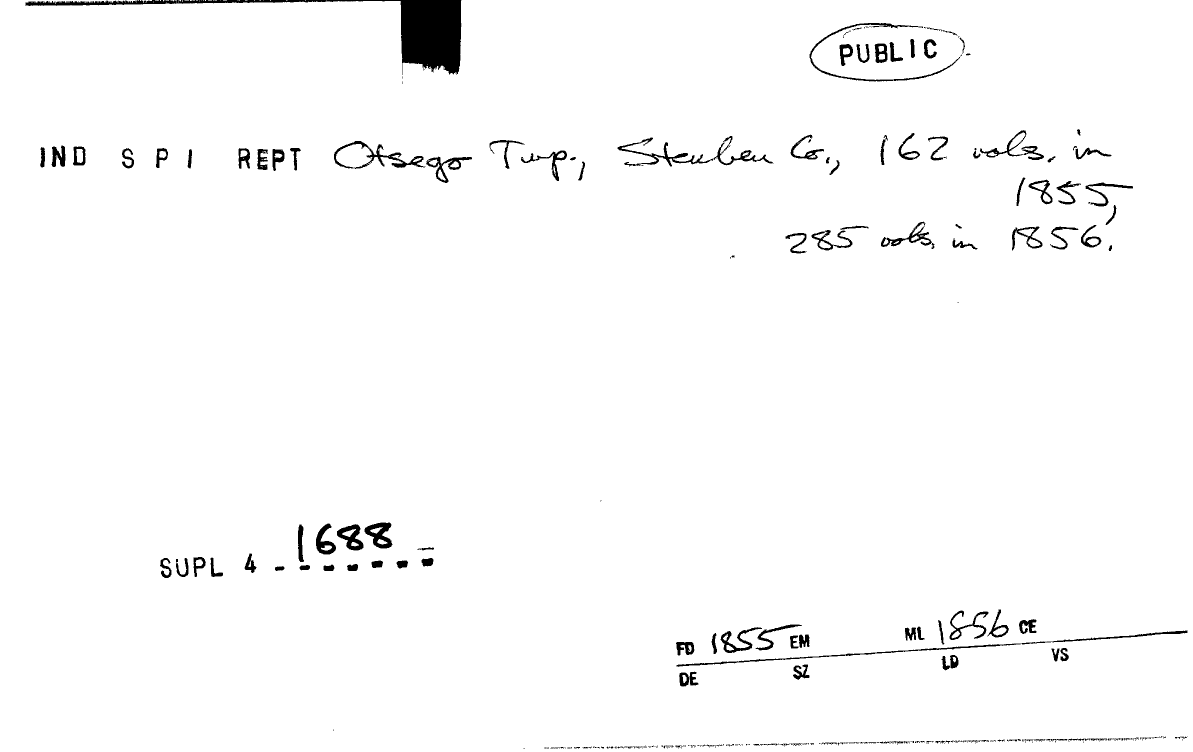 PUBLIC
IND S P I REPT Otsego Twp., Steuben Co., 162 vols. in
1855,
285 vols. in 1856.
SUPL 4 1688
FD 1855 EM ML 1856 CE
DE SZ LD VS